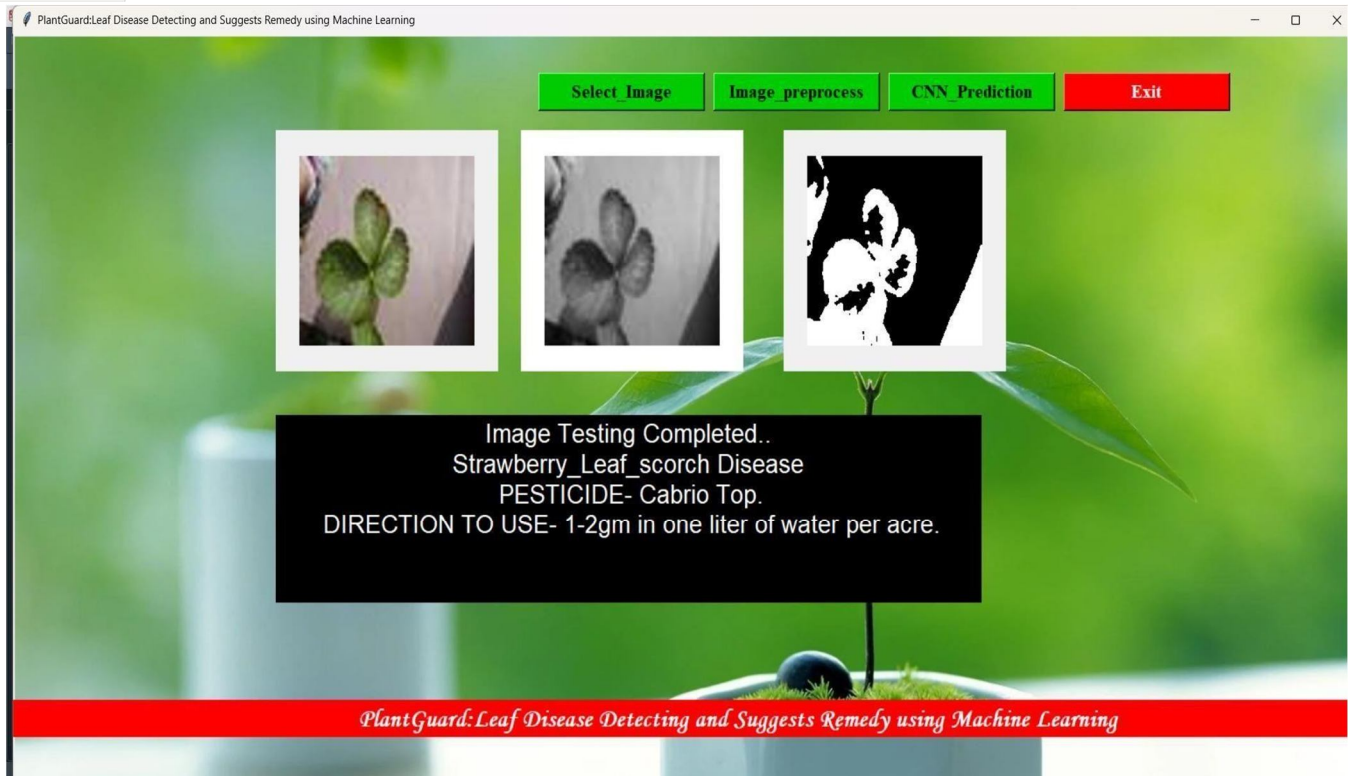 PlantGuard:Leaf Disease Detecting and Suggests Remedy using Machine Learning
Select_Image
Image_preprocess
CNN_Prediction
Exit
Image Testing Completed..
Strawberry_Leaf_scorch Disease
PESTICIDE- Cabrio Top.
DIRECTION TO USE- 1-2gm in one liter of water per acre.
PlantGuard:Leaf Disease Detecting and Suggests Remedy using Machine Learning